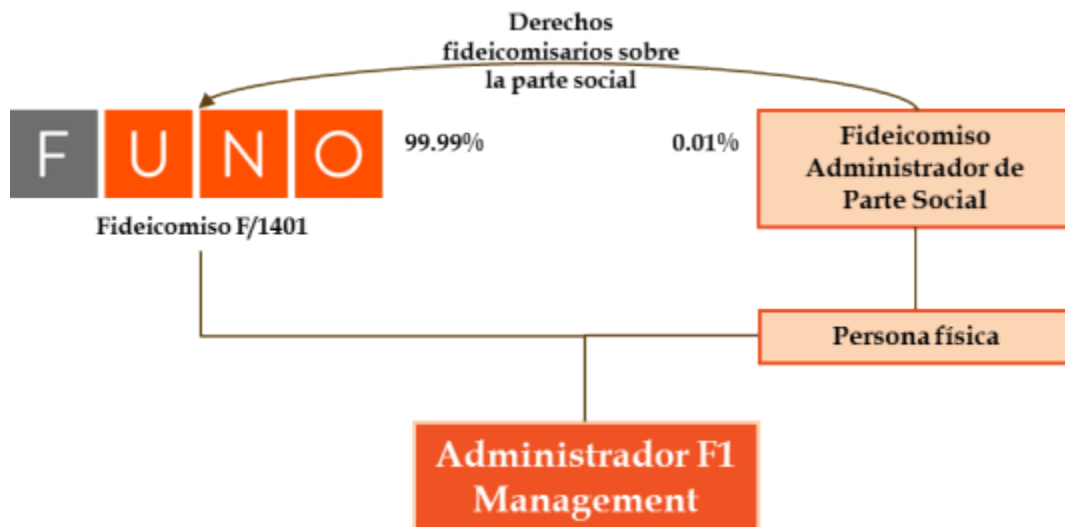 Derechos
fideicomisarios sobre
la parte social
FUNO
99.99%
0.01%
Fideicomiso
Administrador de
Parte Social
Fideicomiso F/1401
Persona física
Administrador F1
Management